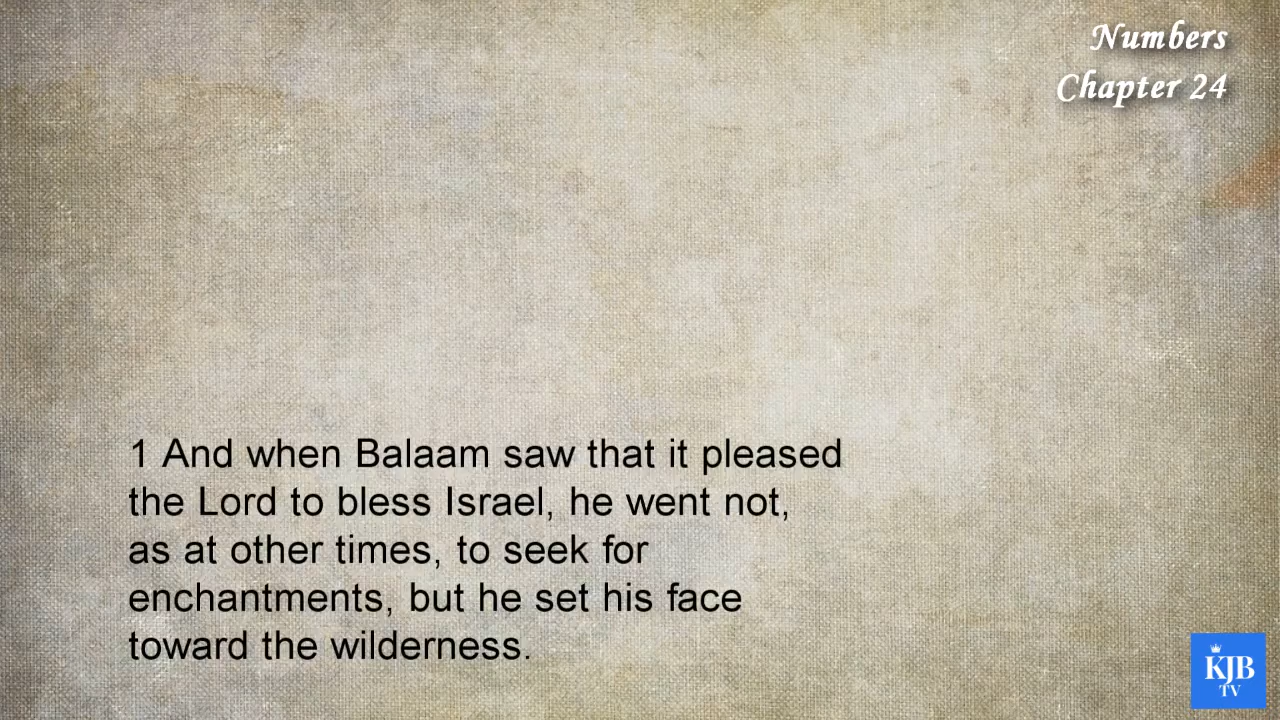 Numbers
Chapter 24
1 And when Balaam saw that it pleased
the Lord to bless Israel, he went not,
as at other times, to seek for
enchantments, but he set his face
toward the wilderness.
KJB
TV